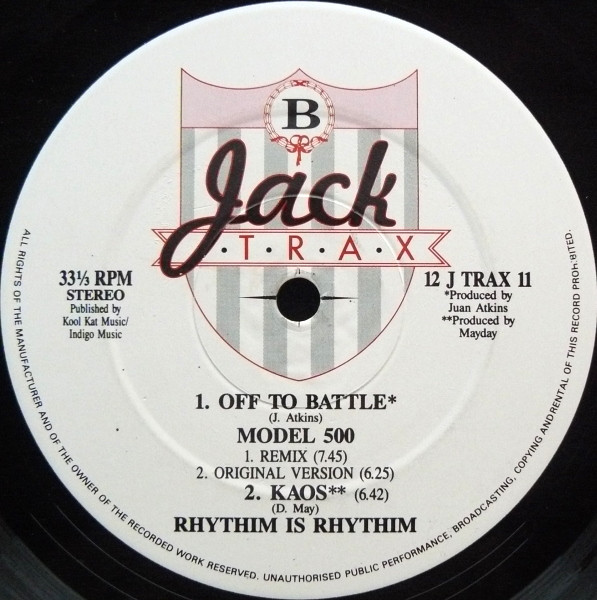 B
Jack
·T·R·A·X
33⅓ RPM
STEREO
Published by
Kool Kat Music/
Indigo Music
12 J TRAX 11
*Produced by
Juan Atkins
**Produced by
Mayday
1. OFF TO BATTLE*
(J. Atkins)
MODEL 500
1. REMIX (7.45)
2. ORIGINAL VERSION (6.25)
2. KAOS** (6.42)
(D. May)
RHYTHIM IS RHYTHIM
ALL RIGHTS OF THE MANUFACTURER AND OF THE OWNER OF THE RECORDED WORK RESERVED. UNAUTHORISED PUBLIC PERFORMANCE, BROADCASTING, COPYING AND RENTAL OF THIS RECORD PROHIBITED.